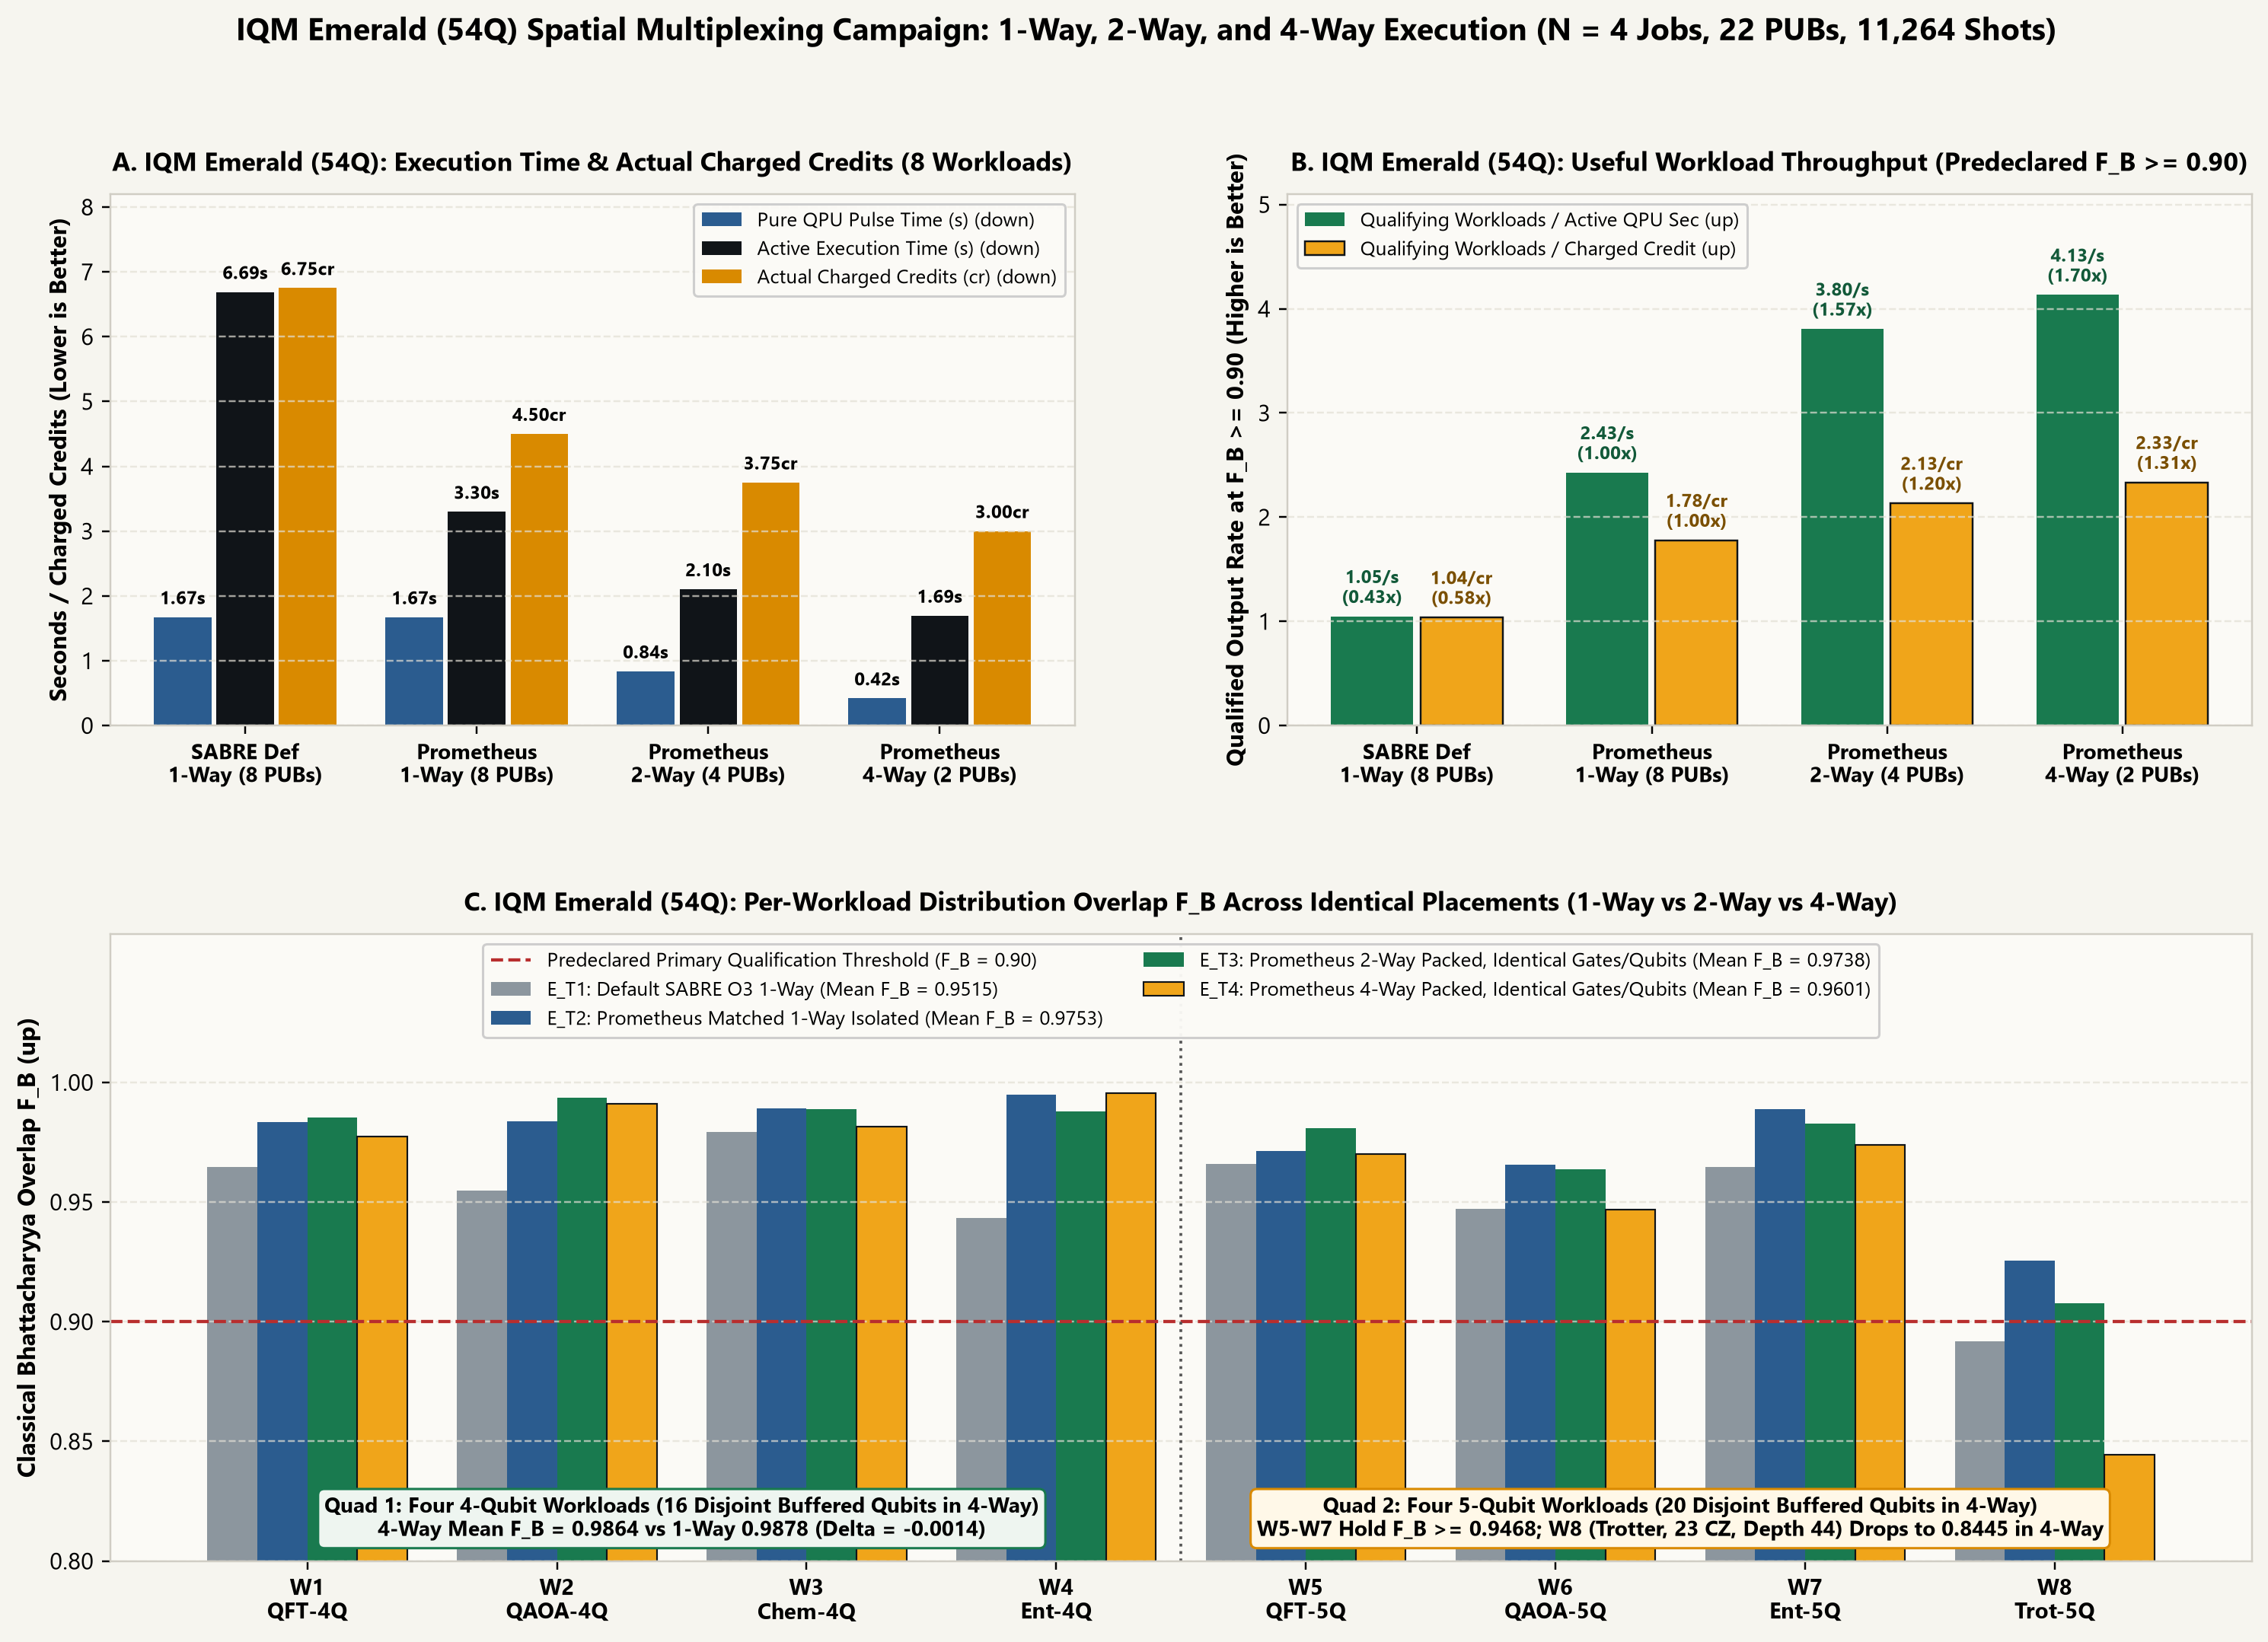 IQM Emerald (54Q) Spatial Multiplexing Campaign: 1-Way, 2-Way, and 4-Way Execution (N = 4 Jobs, 22 PUBs, 11,264 Shots)
A. IQM Emerald (54Q): Execution Time & Actual Charged Credits (8 Workloads)
Seconds / Charged Credits (Lower is Better)
8
7
6
5
4
3
2
1
0
Pure QPU Pulse Time (s) (down)
Active Execution Time (s) (down)
Actual Charged Credits (cr) (down)
1.67s
6.69s
6.75cr
1.67s
3.30s
4.50cr
0.84s
2.10s
3.75cr
0.42s
1.69s
3.00cr
SABRE Def
1-Way (8 PUBs)
Prometheus
1-Way (8 PUBs)
Prometheus
2-Way (4 PUBs)
Prometheus
4-Way (2 PUBs)
B. IQM Emerald (54Q): Useful Workload Throughput (Predeclared F_B >= 0.90)
Qualified Output Rate at F_B >= 0.90 (Higher is Better)
5
4
3
2
1
0
Qualifying Workloads / Active QPU Sec (up)
Qualifying Workloads / Charged Credit (up)
1.05/s
(0.43x)
1.04/cr
(0.58x)
2.43/s
(1.00x)
1.78/cr
(1.00x)
3.80/s
(1.57x)
2.13/cr
(1.20x)
4.13/s
(1.70x)
2.33/cr
(1.31x)
SABRE Def
1-Way (8 PUBs)
Prometheus
1-Way (8 PUBs)
Prometheus
2-Way (4 PUBs)
Prometheus
4-Way (2 PUBs)
C. IQM Emerald (54Q): Per-Workload Distribution Overlap F_B Across Identical Placements (1-Way vs 2-Way vs 4-Way)
Classical Bhattacharyya Overlap F_B (up)
1.00
0.95
0.90
0.85
0.80
Predeclared Primary Qualification Threshold (F_B = 0.90)
E_T1: Default SABRE O3 1-Way (Mean F_B = 0.9515)
E_T2: Prometheus Matched 1-Way Isolated (Mean F_B = 0.9753)
E_T3: Prometheus 2-Way Packed, Identical Gates/Qubits (Mean F_B = 0.9738)
E_T4: Prometheus 4-Way Packed, Identical Gates/Qubits (Mean F_B = 0.9601)
Quad 1: Four 4-Qubit Workloads (16 Disjoint Buffered Qubits in 4-Way)
4-Way Mean F_B = 0.9864 vs 1-Way 0.9878 (Delta = -0.0014)
Quad 2: Four 5-Qubit Workloads (20 Disjoint Buffered Qubits in 4-Way)
W5-W7 Hold F_B >= 0.9468; W8 (Trotter, 23 CZ, Depth 44) Drops to 0.8445 in 4-Way
W1
QFT-4Q
W2
QAOA-4Q
W3
Chem-4Q
W4
Ent-4Q
W5
QFT-5Q
W6
QAOA-5Q
W7
Ent-5Q
W8
Trot-5Q